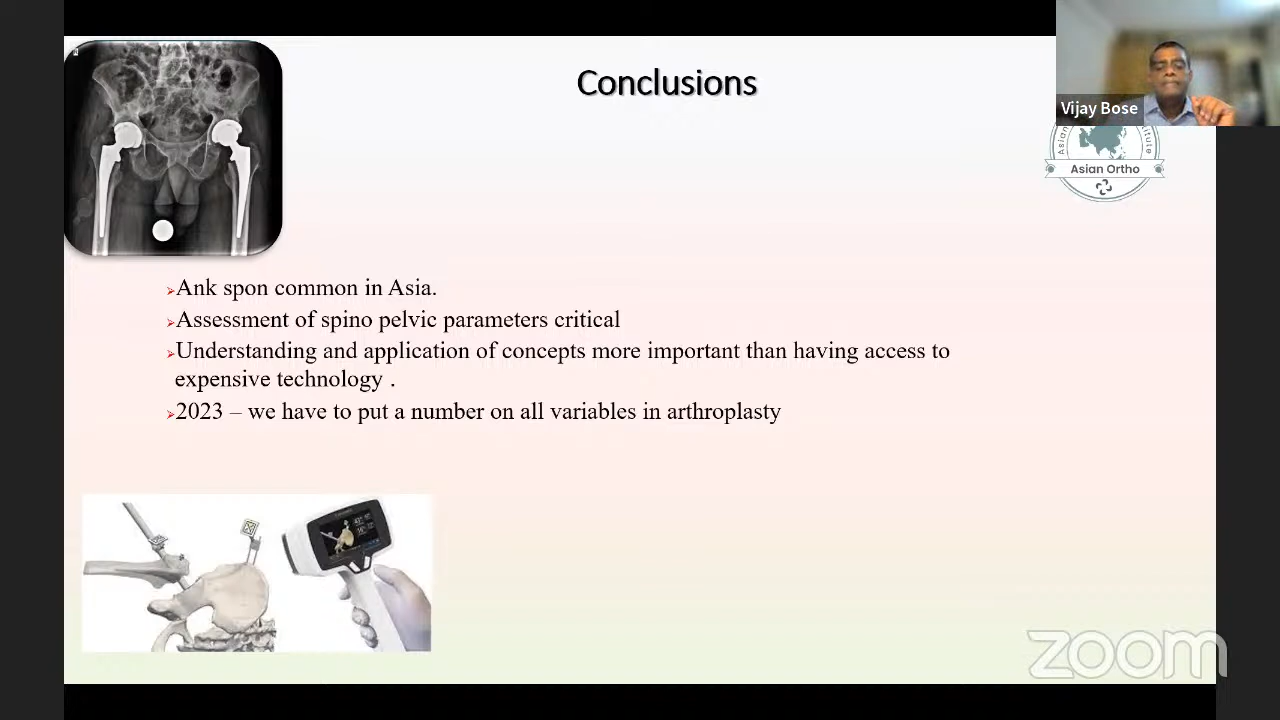 Conclusions
Vijay Bose
Asian
Asian Ortho
Ank spon common in Asia.
Assessment of spino pelvic parameters critical
Understanding and application of concepts more important than having access to
expensive technology .
2023 – we have to put a number on all variables in arthroplasty
zoom